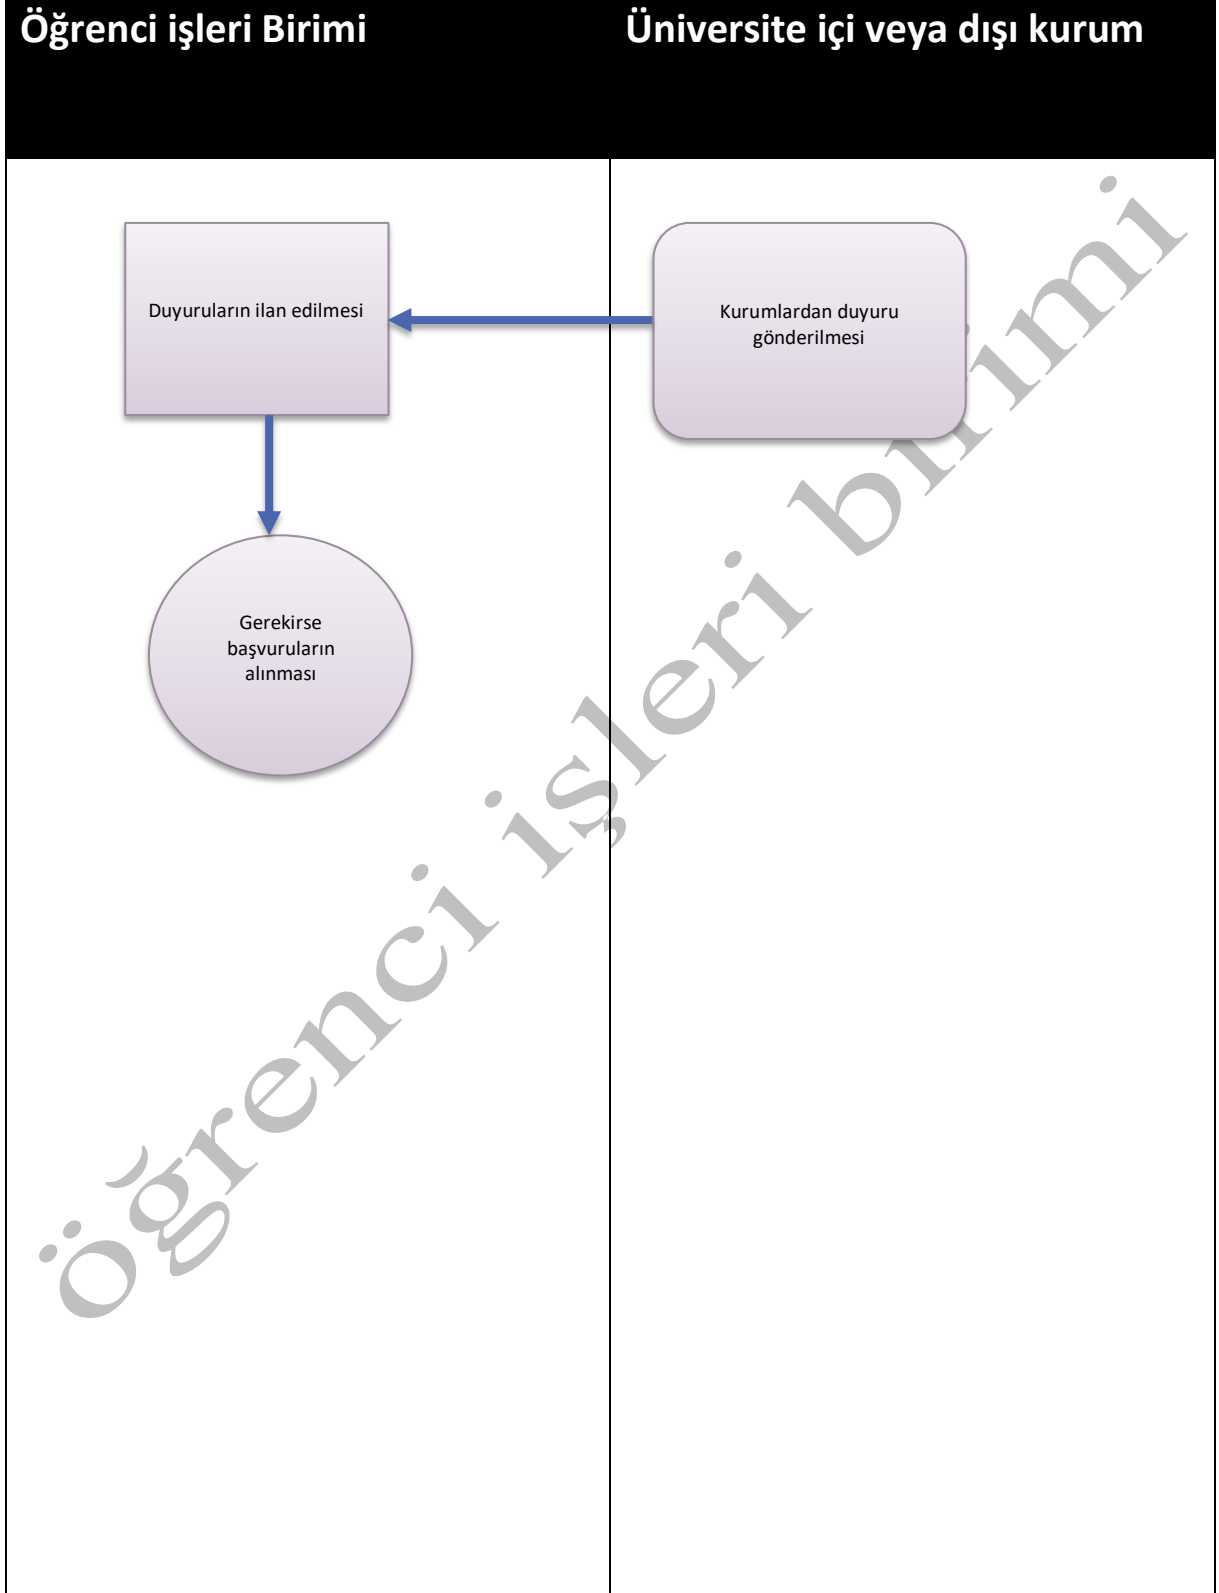 Öğrenci işleri Birimi
Üniversite içi veya dışı kurum
Duyuruların ilan edilmesi
Kurumlardan duyuru
gönderilmesi
Gerekirse
başvuruların
alınması
öğrenci işleri birimi